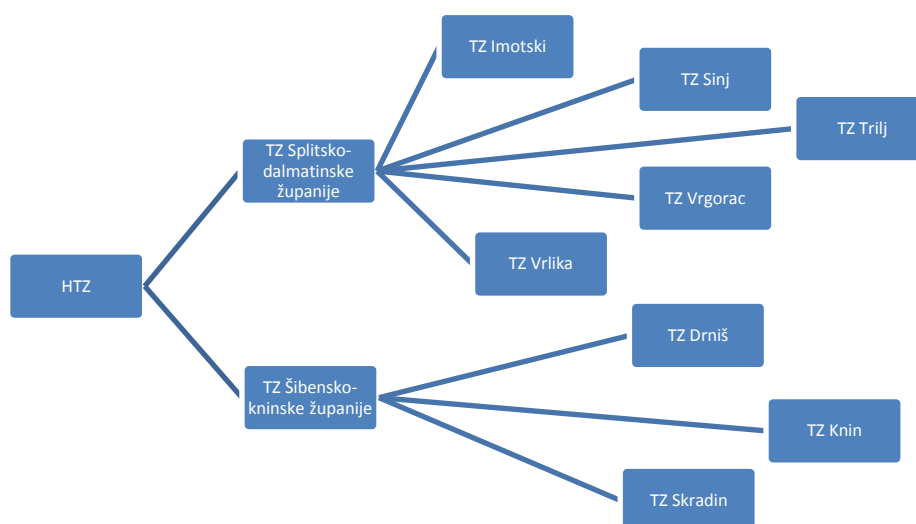 TZ Imotski
TZ Sinj
TZ Trilj
TZ Splitsko-
dalmatinske
županije
TZ Vrgorac
TZ Vrlika
HTZ
TZ Drniš
TZ Šibensko-
kninske županije
TZ Knin
TZ Skradin